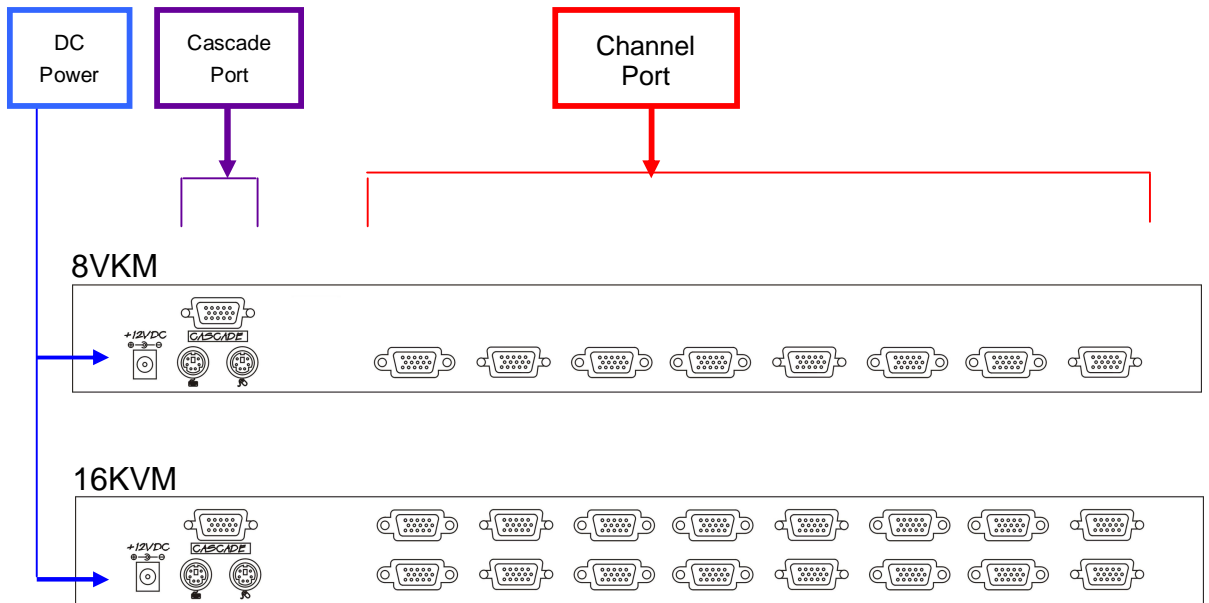 DC
Power
Cascade
Port
Channel
Port
8VKM
+12VDC
CASCADE
16KVM
+12VDC
CASCADE